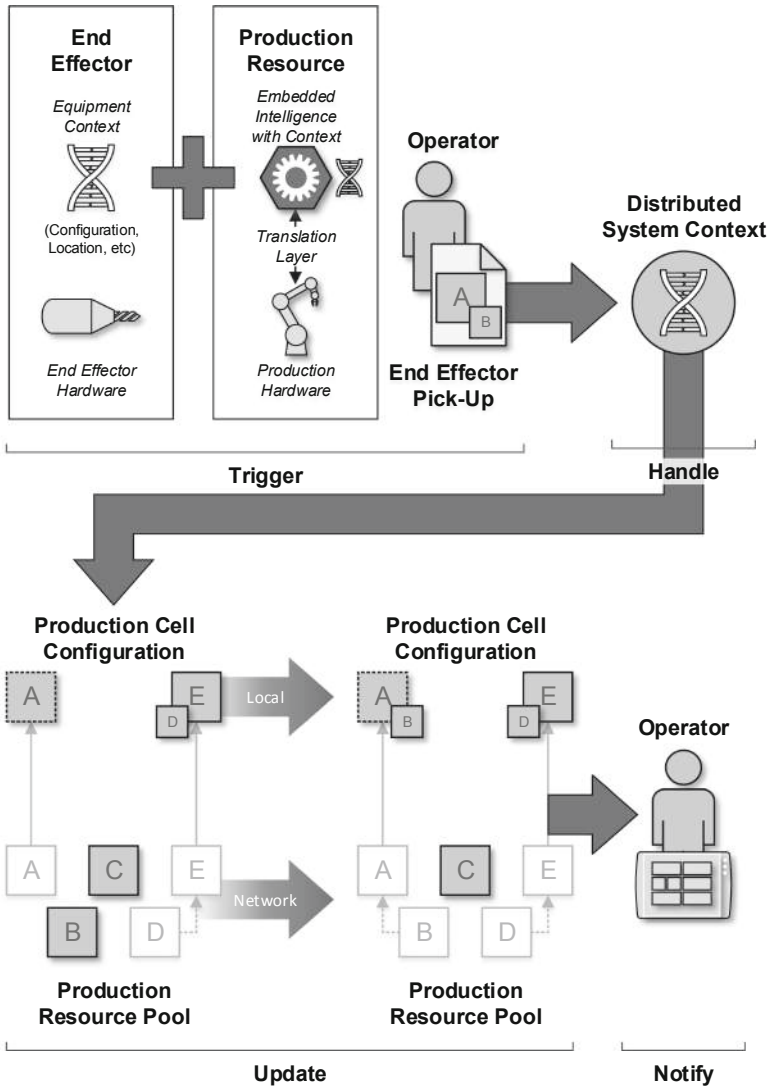 End
Effector
Equipment
Context
(Configuration,
Location, etc)
End Effector
Hardware
Production
Resource
Embedded
Intelligence
with Context
Translation
Layer
Production
Hardware
Operator
A
B
End Effector
Pick-Up
Distributed
System Context
Trigger
Handle
Production Cell
Configuration
A
E
D
Local
A
C
E
B
D
Network
Production
Resource Pool
Production Cell
Configuration
A
B
E
D
A
C
E
B
D
Production
Resource Pool
Operator
Update
Notify